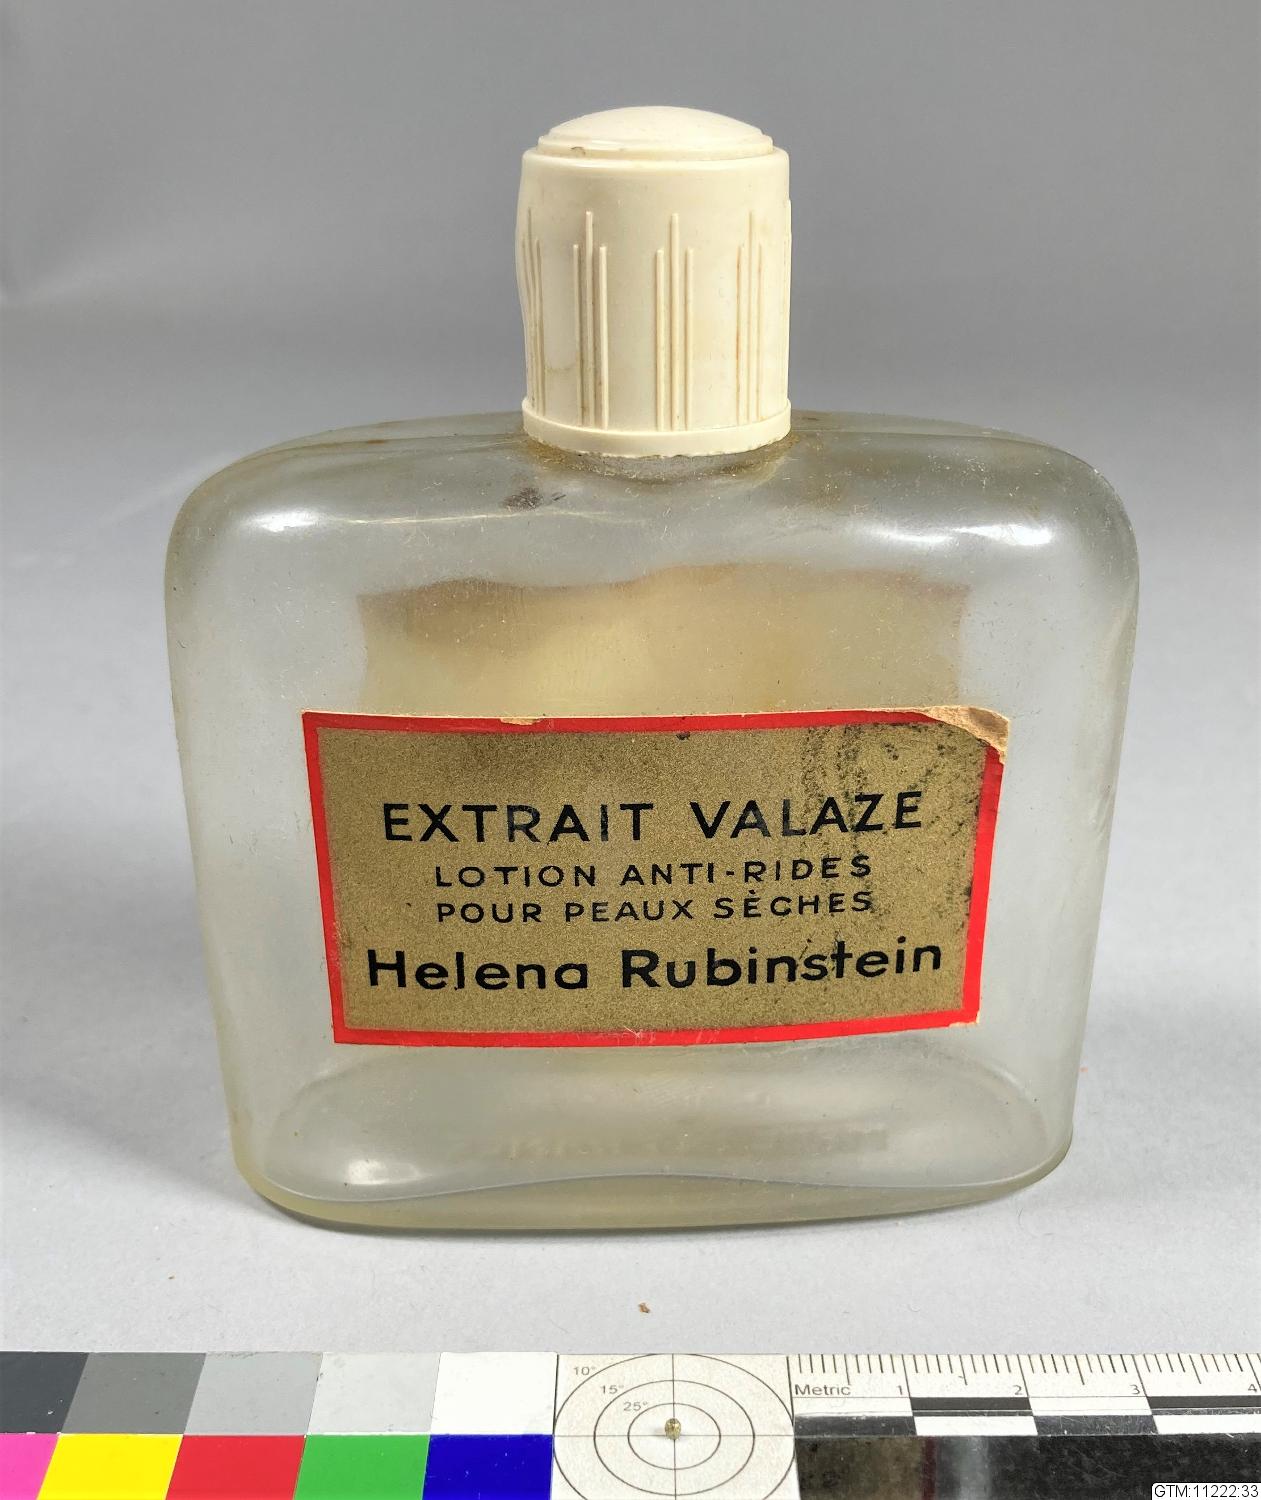 EXTRAIT VALAZE
LOTION ANTI-RIDES
POUR PEAUX SÈCHES
Helena Rubinstein
10°
15°
25°
Metric 1 2 3 4
GTM:11222:33